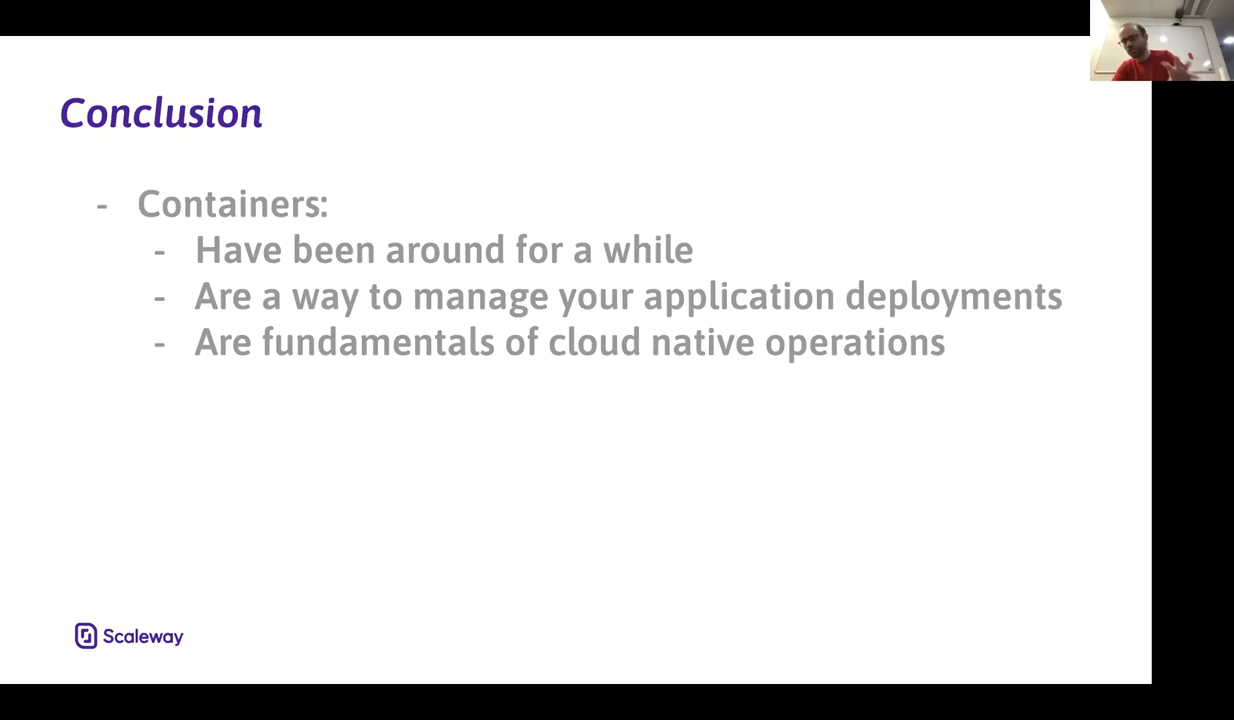 Conclusion
- Containers:
- Have been around for a while
- Are a way to manage your application deployments
- Are fundamentals of cloud native operations
Scaleway